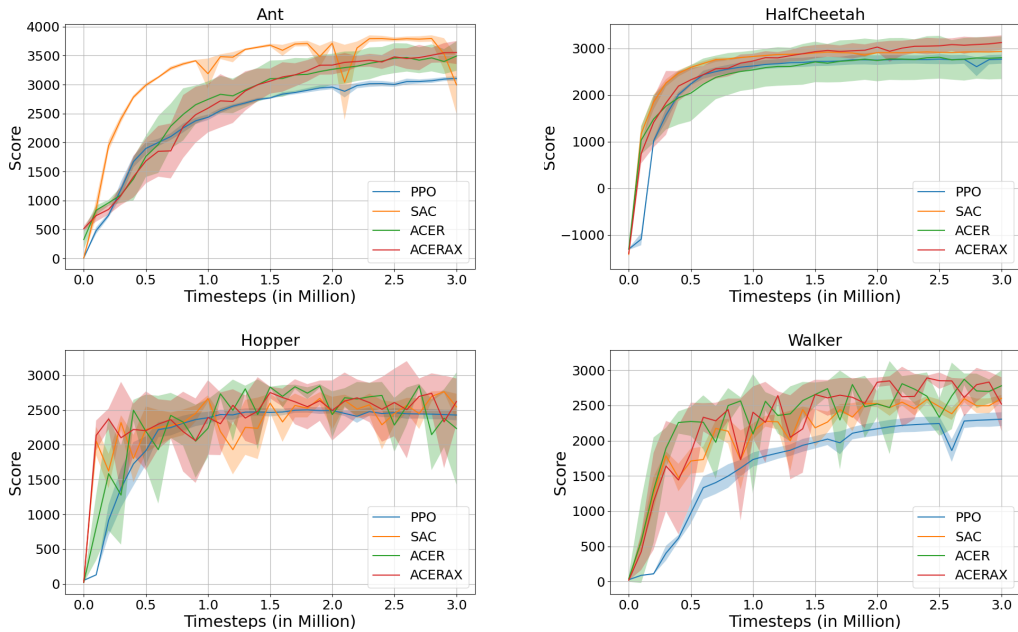 Ant
4000
3500
3000
2500
2000
1500
1000
500
0
Score
0.0 0.5 1.0 1.5 2.0 2.5 3.0
Timesteps (in Million)
PPO
SAC
ACER
ACERAX
HalfCheetah
3000
2000
1000
0
−1000
Score
0.0 0.5 1.0 1.5 2.0 2.5 3.0
Timesteps (in Million)
PPO
SAC
ACER
ACERAX
Hopper
3000
2500
2000
1500
1000
500
0
Score
0.0 0.5 1.0 1.5 2.0 2.5 3.0
Timesteps (in Million)
PPO
SAC
ACER
ACERAX
Walker
3000
2500
2000
1500
1000
500
0
Score
0.0 0.5 1.0 1.5 2.0 2.5 3.0
Timesteps (in Million)
PPO
SAC
ACER
ACERAX